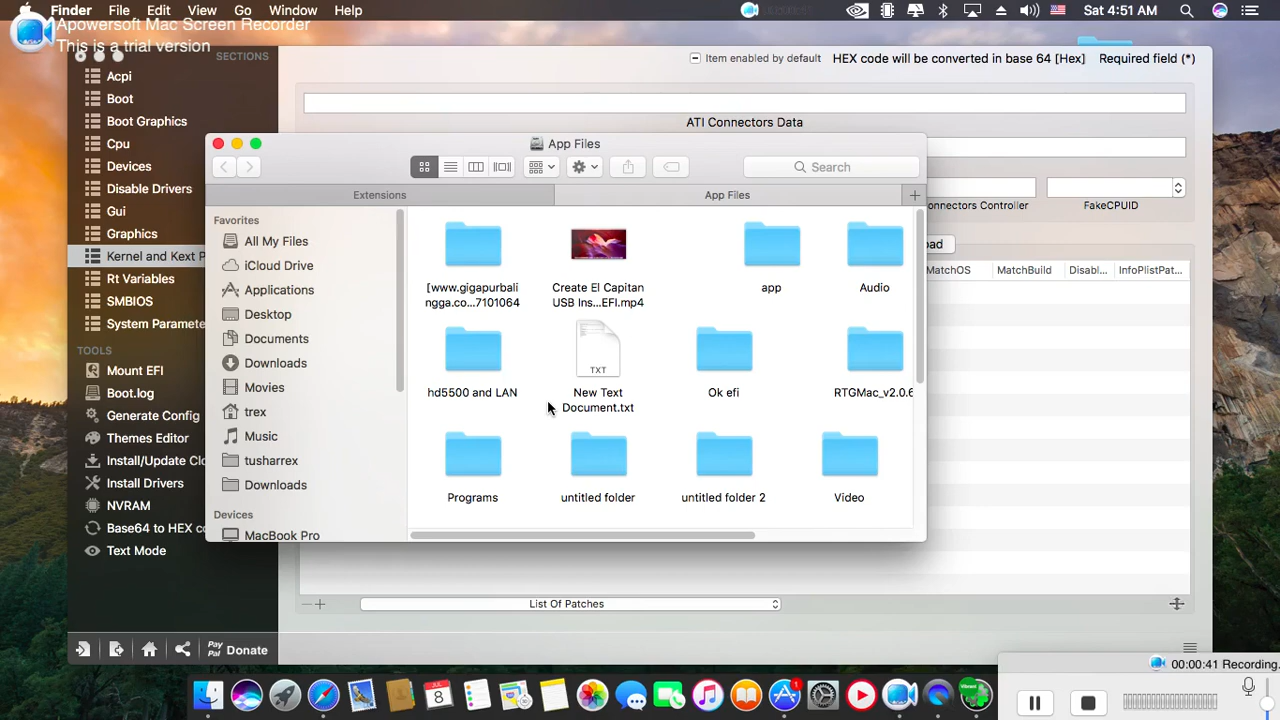 Finder File Edit View Go Window Help
Sat 4:51 AM
Apowersoft Mac Screen Recorder
This is a trial version
SECTIONS
Acpi
Boot
Boot Graphics
Cpu
Devices
Disable Drivers
Gui
Graphics
Kernel and Kext P
Rt Variables
SMBIOS
System Paramete
TOOLS
Mount EFI
Boot.log
Generate Config
Themes Editor
Install/Update Clo
Install Drivers
NVRAM
Base64 to HEX co
Text Mode
Pay Pal Donate
Item enabled by default HEX code will be converted in base 64 [Hex] Required field (*)
ATI Connectors Data
onnectors Controller
FakeCPUID
oad
MatchOS MatchBuild Disabl... InfoPlistPat...
List Of Patches
App Files
Search
Extensions
App Files
Favorites
All My Files
iCloud Drive
Applications
Desktop
Documents
Downloads
Movies
trex
Music
tusharrex
Downloads
Devices
MacBook Pro
[www.gigapurbali
ngga.co...7101064
Create El Capitan
USB Ins...EFI.mp4
app
Audio
hd5500 and LAN
TXT
New Text
Document.txt
Ok efi
RTGMac_v2.0.6
Programs
untitled folder
untitled folder 2
Video
00:00:41 Recording.
8
1